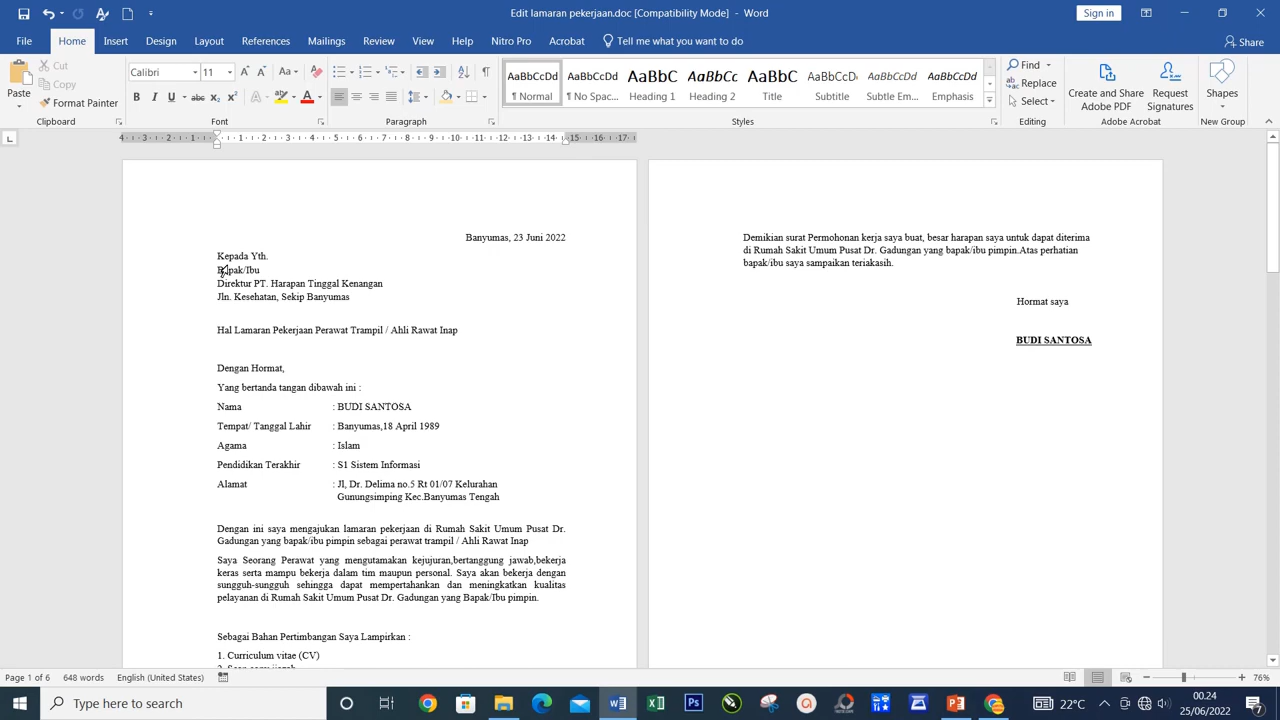 Edit lamaran pekerjaan.doc [Compatibility Mode] - Word
Sign in
File Home Insert Design Layout References Mailings Review View Help Nitro Pro Acrobat Tell me what you want to do Share
Paste Cut Copy Format Painter
Clipboard
Calibri 11
Font
Paragraph
AaBbCcDd AaBbCcDd AaBbC AaBbCc AaBbC AaBbCcDd AaBbCcDd AaBbCcDd
¶ Normal ¶ No Spac... Heading 1 Heading 2 Title Subtitle Subtle Em... Emphasis
Styles
Find
Replace
Select
Editing
Create and Share Adobe PDF
Request Signatures
Adobe Acrobat
Shapes
New Group
Banyumas, 23 Juni 2022
Kepada Yth.
Bapak/Ibu
Direktur PT. Harapan Tinggal Kenangan
Jln. Kesehatan, Sekip Banyumas
Hal Lamaran Pekerjaan Perawat Trampil / Ahli Rawat Inap
Dengan Hormat,
Yang bertanda tangan dibawah ini :
Nama : BUDI SANTOSA
Tempat/ Tanggal Lahir : Banyumas,18 April 1989
Agama : Islam
Pendidikan Terakhir : S1 Sistem Informasi
Alamat : Jl, Dr. Delima no.5 Rt 01/07 Kelurahan
Gunungsimping Kec.Banyumas Tengah
Dengan ini saya mengajukan lamaran pekerjaan di Rumah Sakit Umum Pusat Dr.
Gadungan yang bapak/ibu pimpin sebagai perawat trampil / Ahli Rawat Inap
Saya Seorang Perawat yang mengutamakan kejujuran,bertanggung jawab,bekerja
keras serta mampu bekerja dalam tim maupun personal. Saya akan bekerja dengan
sungguh-sungguh sehingga dapat mempertahankan dan meningkatkan kualitas
pelayanan di Rumah Sakit Umum Pusat Dr. Gadungan yang Bapak/Ibu pimpin.
Sebagai Bahan Pertimbangan Saya Lampirkan :
1. Curriculum vitae (CV)
Demikian surat Permohonan kerja saya buat, besar harapan saya untuk dapat diterima
di Rumah Sakit Umum Pusat Dr. Gadungan yang bapak/ibu pimpin.Atas perhatian
bapak/ibu saya sampaikan teriakasih.
Hormat saya
BUDI SANTOSA
Page 1 of 6 648 words English (United States) 76%
Type here to search
22°C
00.24
25/06/2022